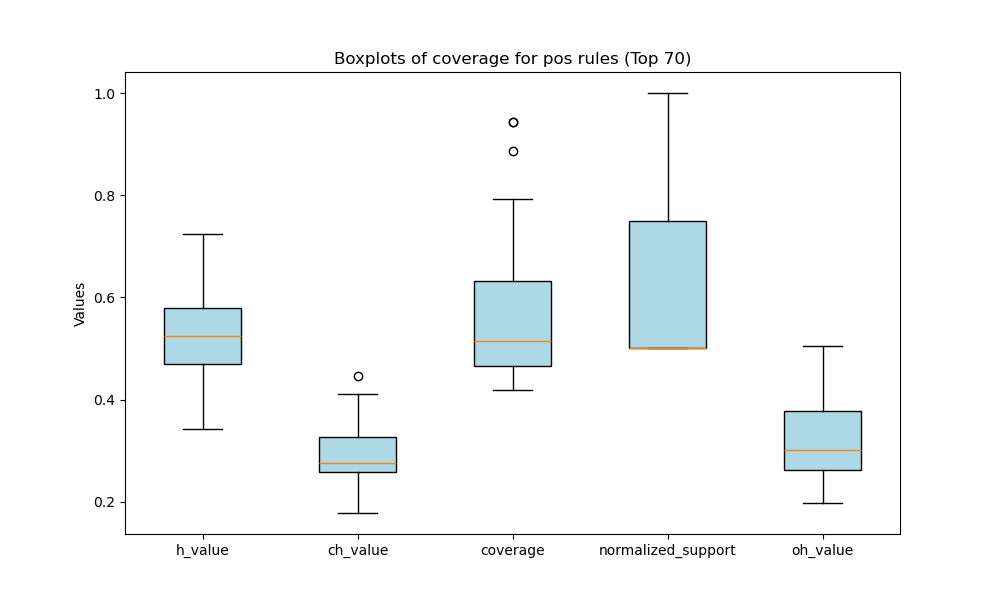 Boxplots of coverage for pos rules (Top 70)
1.0
0.8
0.6
0.4
0.2
Values
h_value
ch_value
coverage
normalized_support
oh_value